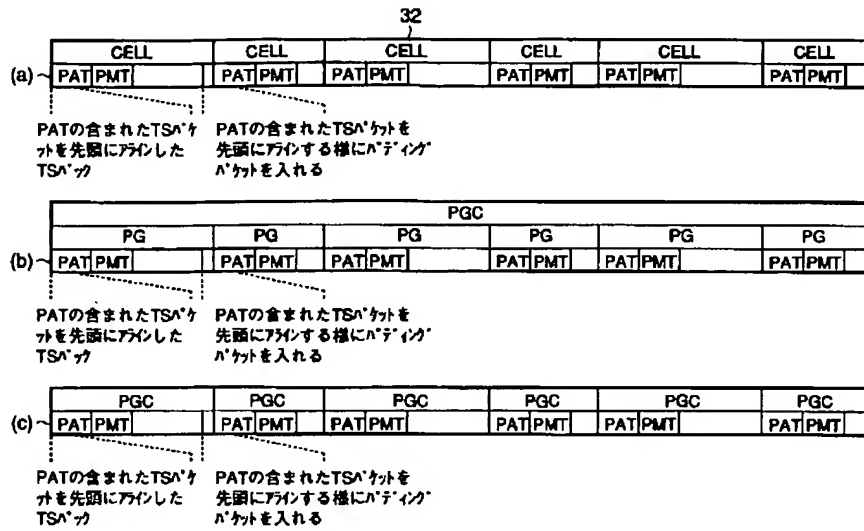 32
CELL CELL CELL CELL CELL CELL
(a) PAT PMT PAT PMT PAT PMT PAT PMT PAT PMT PAT PMT
PATの含まれたTSパケ PATの含まれたTSパケットを
ットを先頭にアラインした 先頭にアラインする様にパディング
TSパック パケットを入れる
PGC
PG PG PG PG PG PG
(b) PAT PMT PAT PMT PAT PMT PAT PMT PAT PMT PAT PMT
PATの含まれたTSパケ PATの含まれたTSパケットを
ットを先頭にアラインした 先頭にアラインする様にパディング
TSパック パケットを入れる
PGC PGC PGC PGC PGC PGC
(c) PAT PMT PAT PMT PAT PMT PAT PMT PAT PMT PAT PMT
PATの含まれたTSパケ PATの含まれたTSパケットを
ットを先頭にアラインした 先頭にアラインする様にパディング
TSパック パケットを入れる